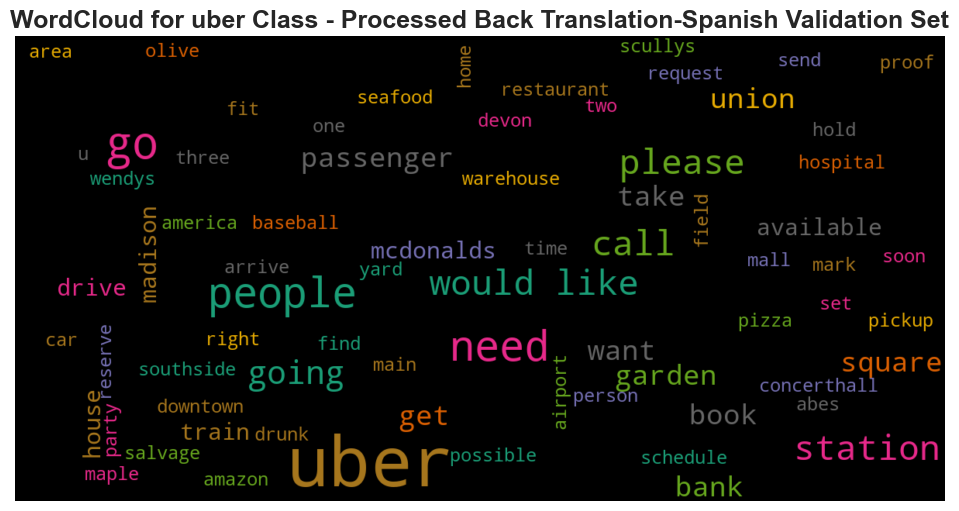 WordCloud for uber Class - Processed Back Translation-Spanish Validation Set
area
olive
home
scullys
request
send
proof
fit
seafood
restaurant
two
union
devon
one
hold
u
go
three
passenger
please
hospital
wendys
warehouse
take
madison
america
baseball
field
available
mcdonalds
time
call
arrive
yard
mall
mark
soon
drive
people
would like
set
pizza
pickup
car
reserve
right
find
need
want
square
southside
going
main
garden
airport
person
concerthall
house
party
downtown
get
book
abes
train
drunk
station
salvage
uber
possible
schedule
maple
amazon
bank